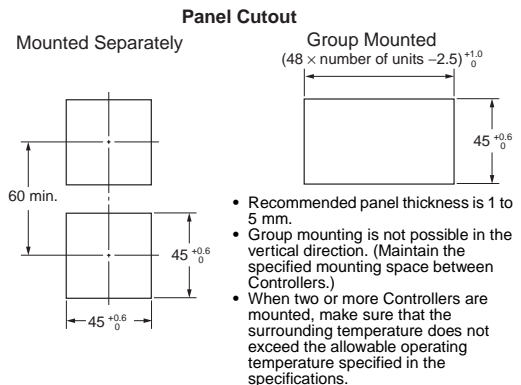 Panel Cutout
Mounted Separately
60 min.
45 +0.6 0
45 +0.6 0
Group Mounted
(48 × number of units −2.5) +1.0 0
45 +0.6 0
• Recommended panel thickness is 1 to
5 mm.
• Group mounting is not possible in the
vertical direction. (Maintain the
specified mounting space between
Controllers.)
• When two or more Controllers are
mounted, make sure that the
surrounding temperature does not
exceed the allowable operating
temperature specified in the
specifications.